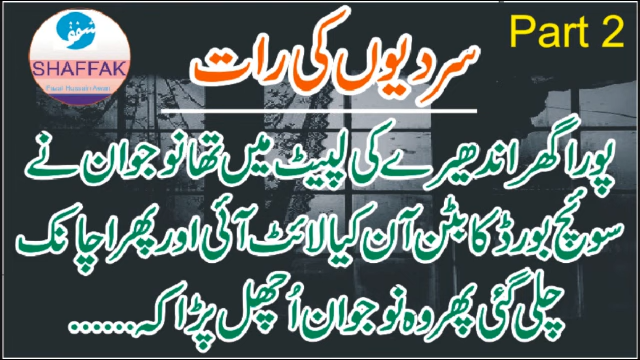 شفق
SHAFFAK
Part 2
سردیوں کی رات
پورا گھر اندھیرے کی لپیٹ میں تھا نوجوان نے
سوئچ بورڈ کا بٹن آن کیا لائٹ آئی اور پھر اچانک
چلی گئی پھر وہ نوجوان اُچھل پڑا کہ......